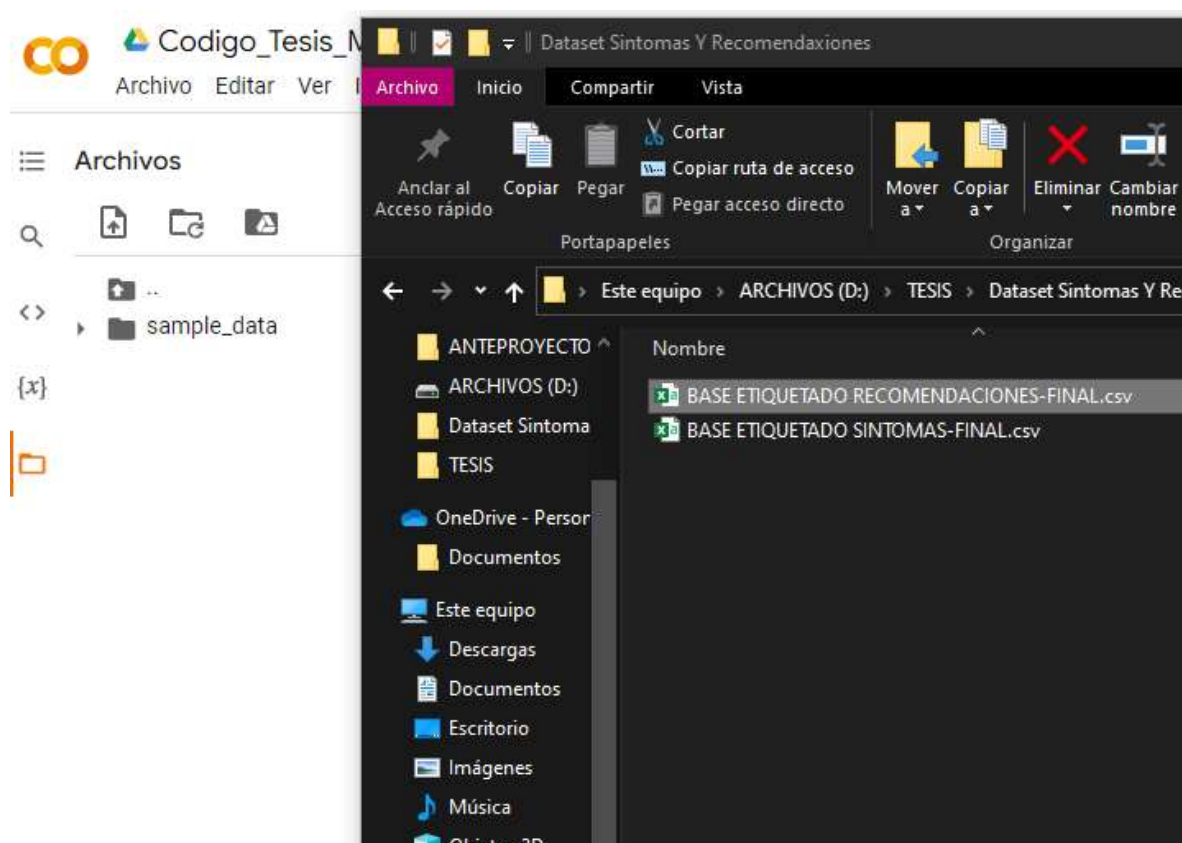 Codigo_Tesis_M
Archivo Editar Ver I
Archivos
..
sample_data
{x}
Dataset Sintomas Y Recomendaxiones
Archivo Inicio Compartir Vista
Anclar al
Acceso rápido
Copiar
Pegar
Cortar
Copiar ruta de acceso
Pegar acceso directo
Mover
a
Copiar
a
Eliminar
Cambiar
nombre
Portapapeles
Organizar
Este equipo > ARCHIVOS (D:) > TESIS > Dataset Sintomas Y Re
ANTEPROYECTO
ARCHIVOS (D:)
Dataset Sintoma
TESIS
OneDrive - Person
Documentos
Este equipo
Descargas
Documentos
Escritorio
Imágenes
Música
Nombre
BASE ETIQUETADO RECOMENDACIONES-FINAL.csv
BASE ETIQUETADO SINTOMAS-FINAL.csv